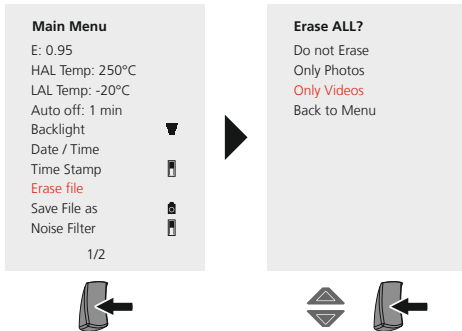 Main Menu
E: 0.95
HAL Temp: 250ºC
LAL Temp: -20ºC
Auto off: 1 min
Backlight
Date / Time
Time Stamp
Erase file
Save File as
Noise Filter
1/2
Erase ALL?
Do not Erase
Only Photos
Only Videos
Back to Menu